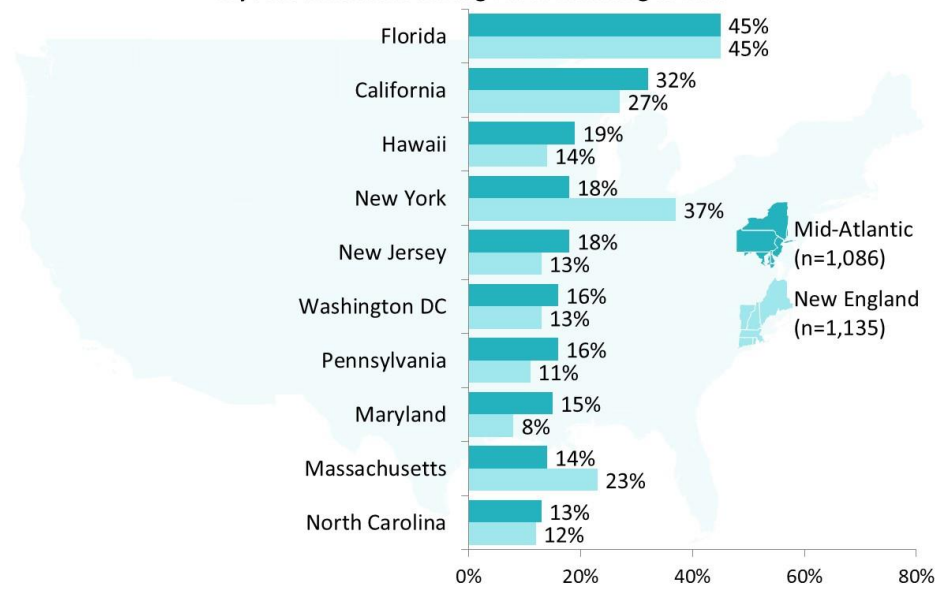 Florida
45%
45%
California
32%
27%
Hawaii
19%
14%
New York
18%
37%
New Jersey
18%
13%
Washington DC
16%
13%
Pennsylvania
16%
11%
Maryland
15%
8%
Massachusetts
14%
23%
North Carolina
13%
12%
Mid-Atlantic
(n=1,086)
New England
(n=1,135)
0% 20% 40% 60% 80%